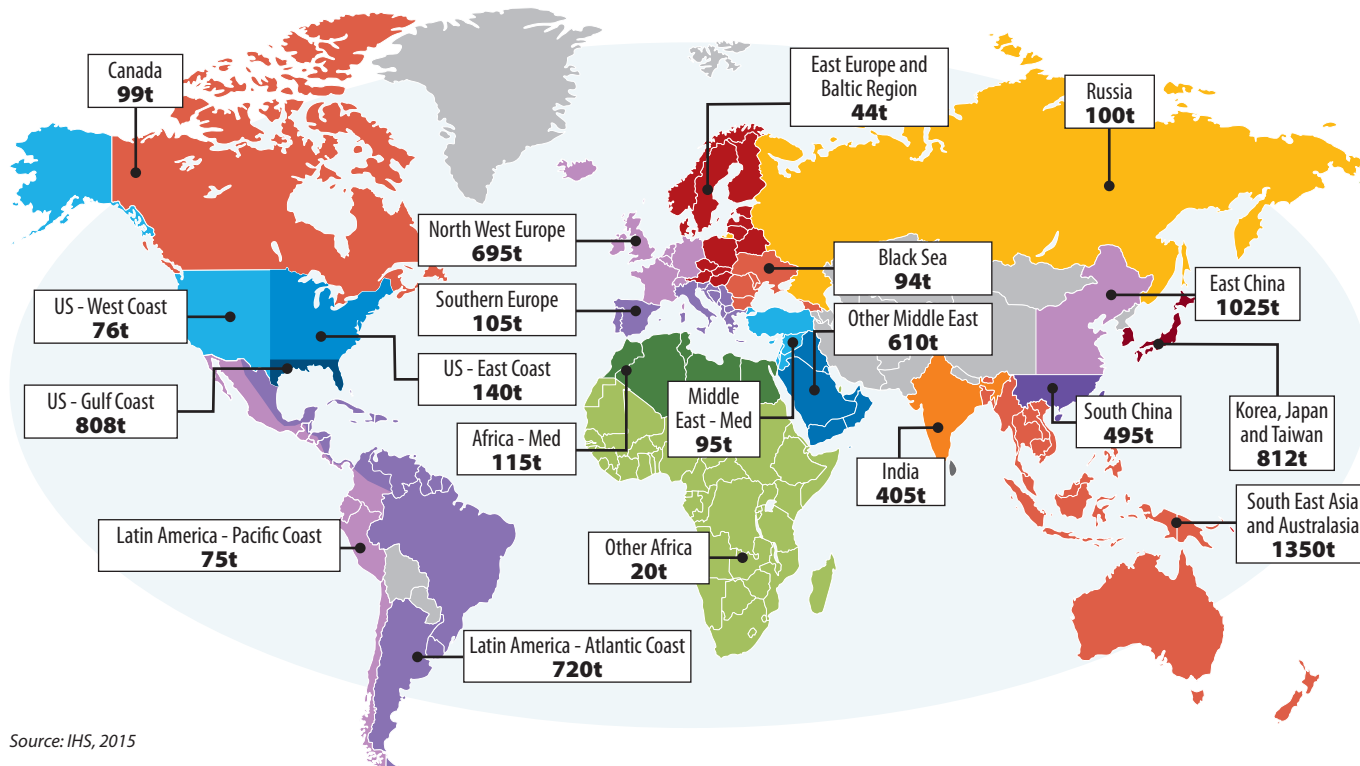 Canada
99t
East Europe and
Baltic Region
44t
Russia
100t
North West Europe
695t
Black Sea
94t
East China
1025t
US - West Coast
76t
Southern Europe
105t
Other Middle East
610t
US - East Coast
140t
US - Gulf Coast
808t
Middle
East - Med
95t
South China
495t
Korea, Japan
and Taiwan
812t
Africa - Med
115t
India
405t
South East Asia
and Australasia
1350t
Latin America - Pacific Coast
75t
Other Africa
20t
Latin America - Atlantic Coast
720t
Source: IHS, 2015